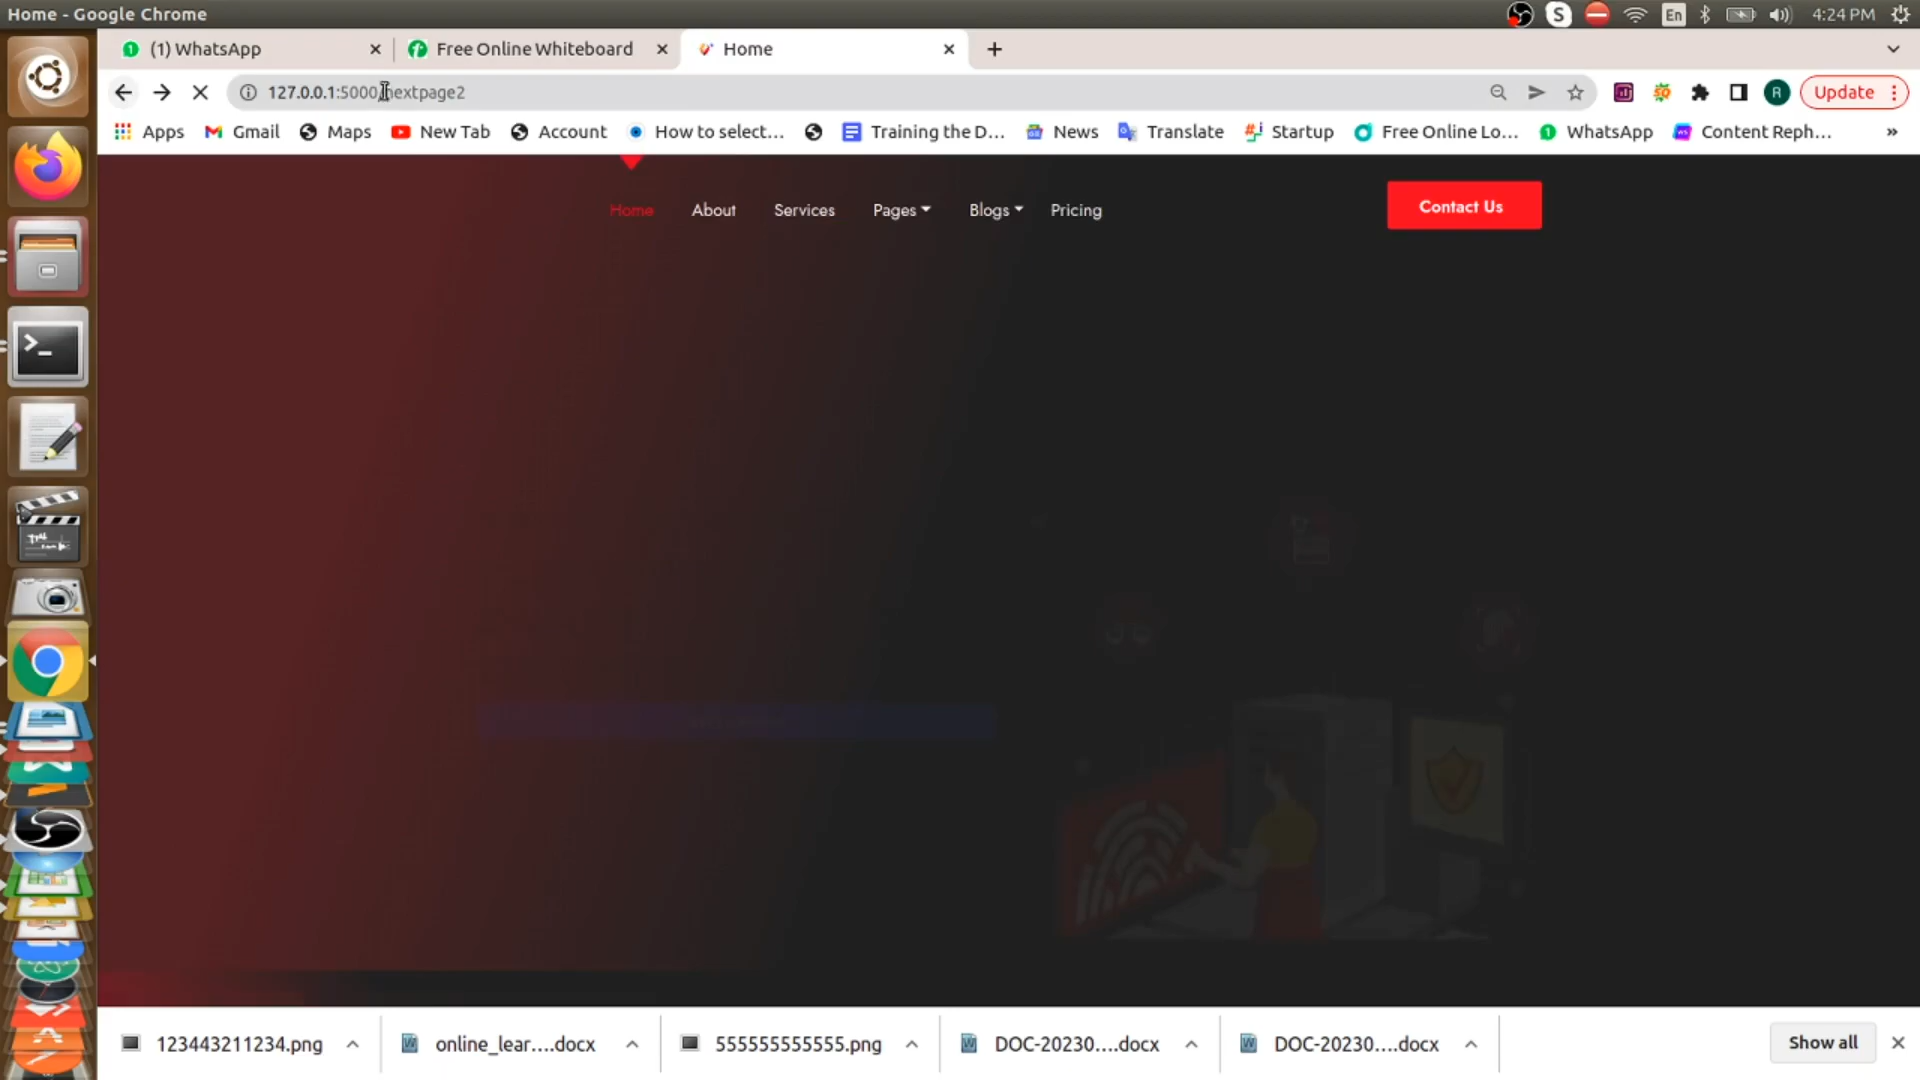 Home - Google Chrome
En
4:24 PM
(1) WhatsApp
Free Online Whiteboard
Home
127.0.0.1:5000/nextpage2
R
Update
Apps
Gmail
Maps
New Tab
Account
How to select...
Training the D...
News
Translate
Startup
Free Online Lo...
WhatsApp
Content Reph...
»
Home
About
Services
Pages
Blogs
Pricing
Contact Us
123443211234.png
online_lear....docx
555555555555.png
DOC-20230....docx
DOC-20230....docx
Show all